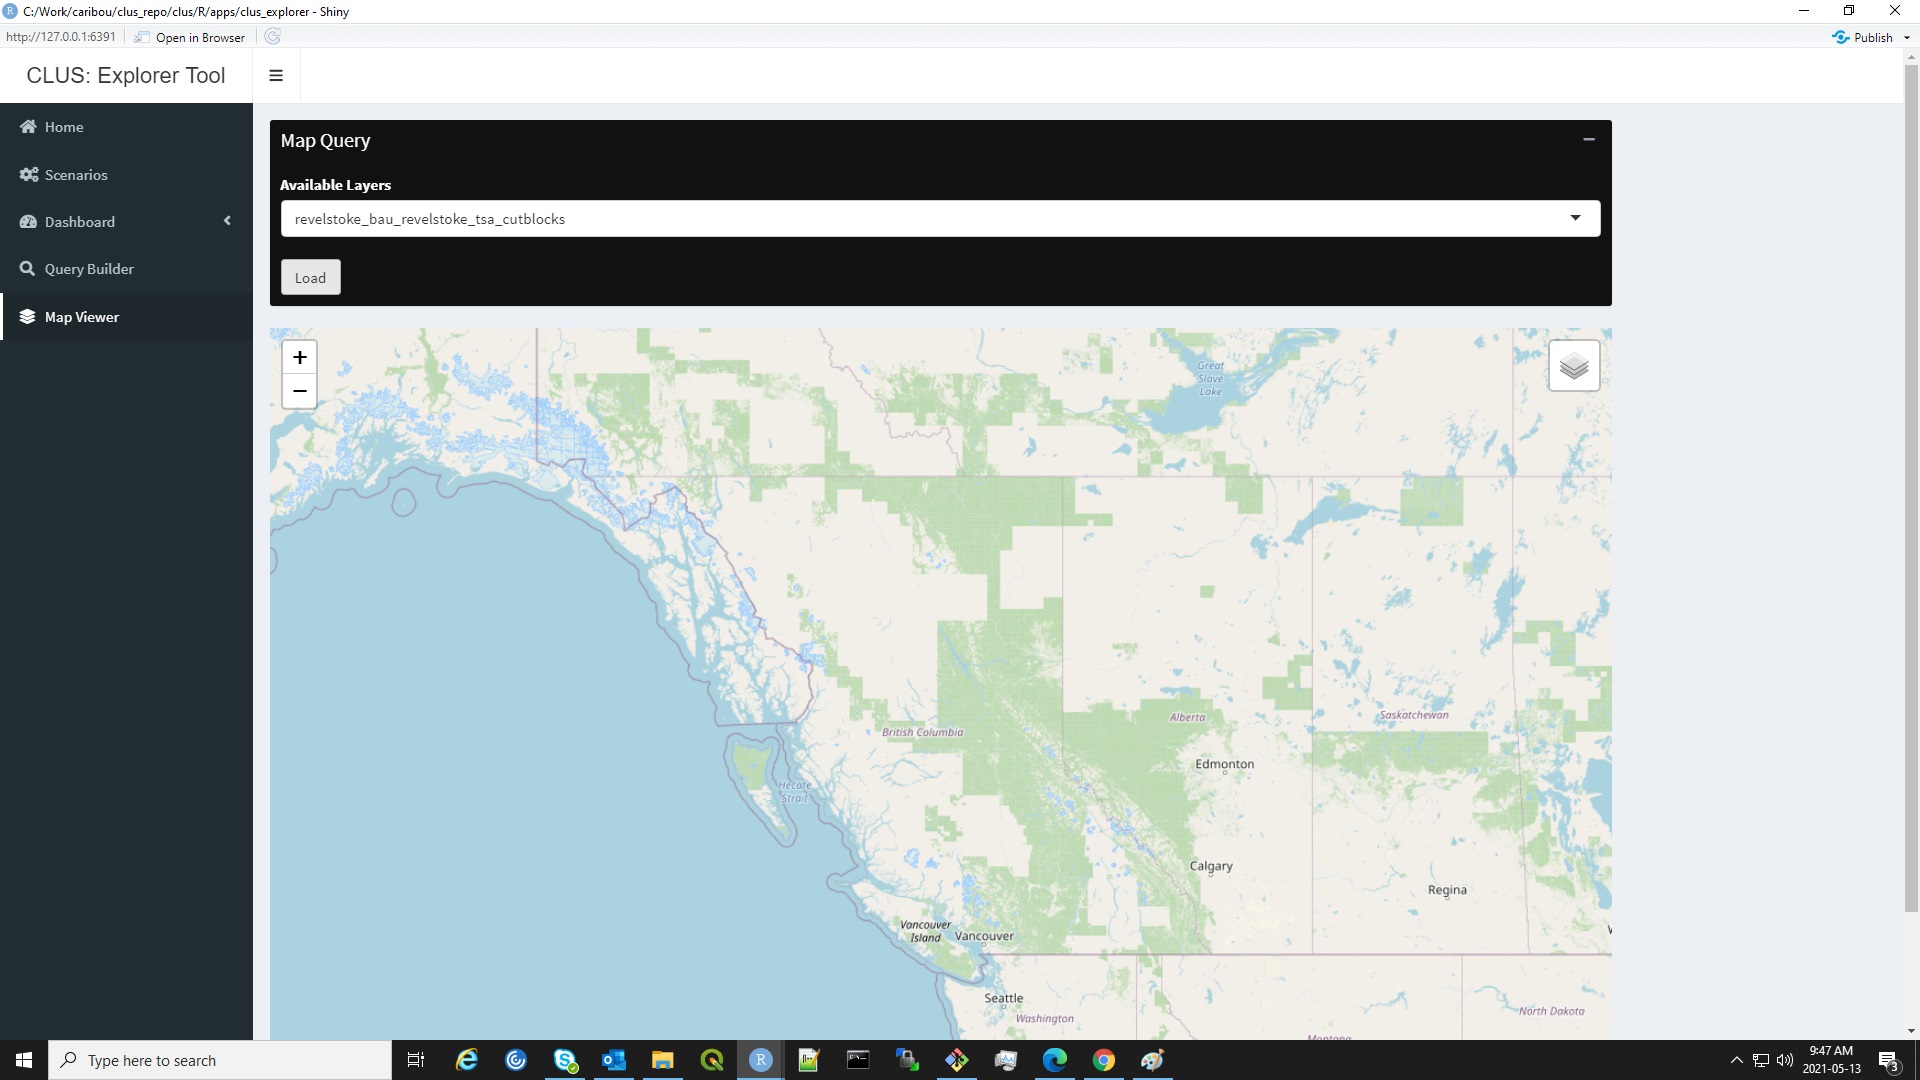 C:/Work/caribou/clus_repo/clus/R/apps/clus_explorer - Shiny
http://127.0.0.1:6391
Open in Browser
Publish
CLUS: Explorer Tool
Home
Scenarios
Dashboard
Query Builder
Map Viewer
Map Query
Available Layers
revelstoke_bau_revelstoke_tsa_cutblocks
Load
+
−
Great
Slave
Lake
Alberta
Saskatchewan
British Columbia
Edmonton
Hecate
Strait
Calgary
Regina
Vancouver
Island
Vancouver
Seattle
Washington
North Dakota
Montana
Type here to search
9:47 AM
2021-05-13
3